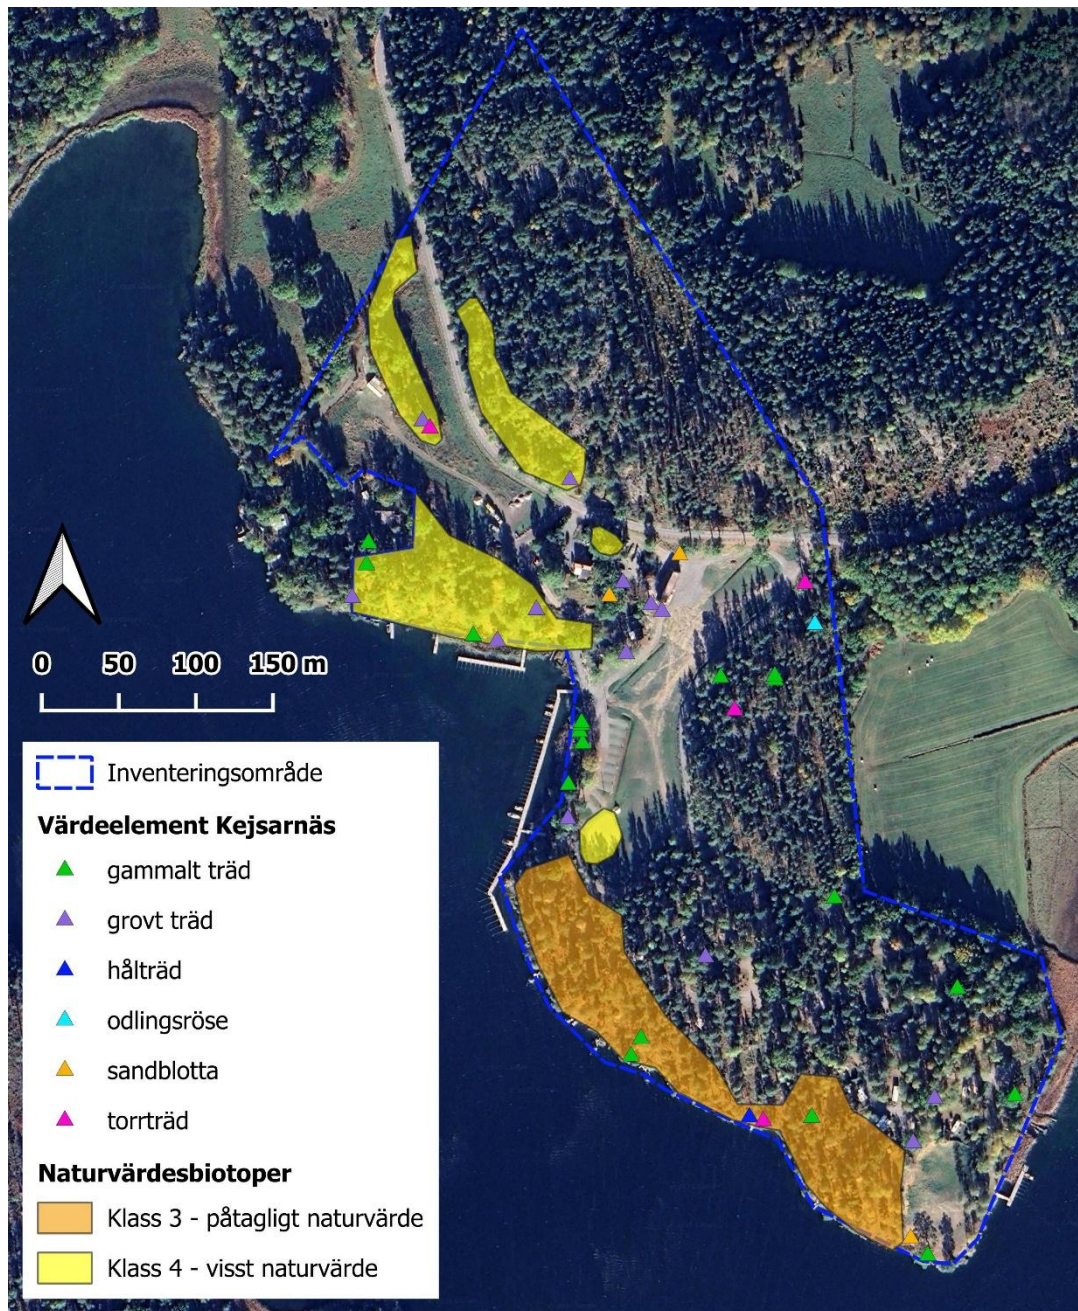 0 50 100 150 m
Inventeringsområde
Värdeelement Kejsarnäs
gammalt träd
grovt träd
hålträd
odlingsröse
sandblotta
torrträd
Naturvärdesbiotoper
Klass 3 - påtagligt naturvärde
Klass 4 - visst naturvärde